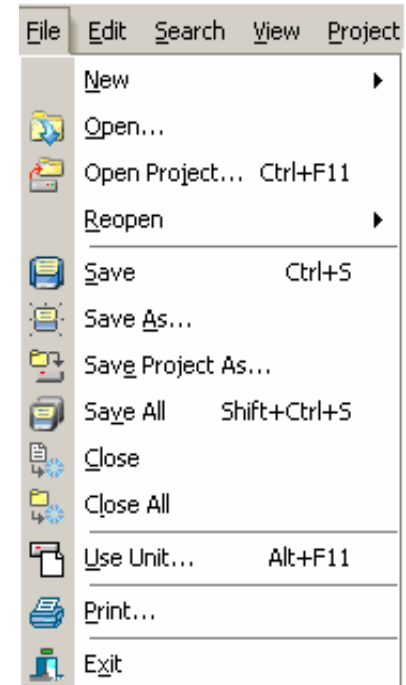 File Edit Search View Project
New
Open...
Open Project... Ctrl+F11
Reopen
Save Ctrl+S
Save As...
Save Project As...
Save All Shift+Ctrl+S
Close
Close All
Use Unit... Alt+F11
Print...
Exit